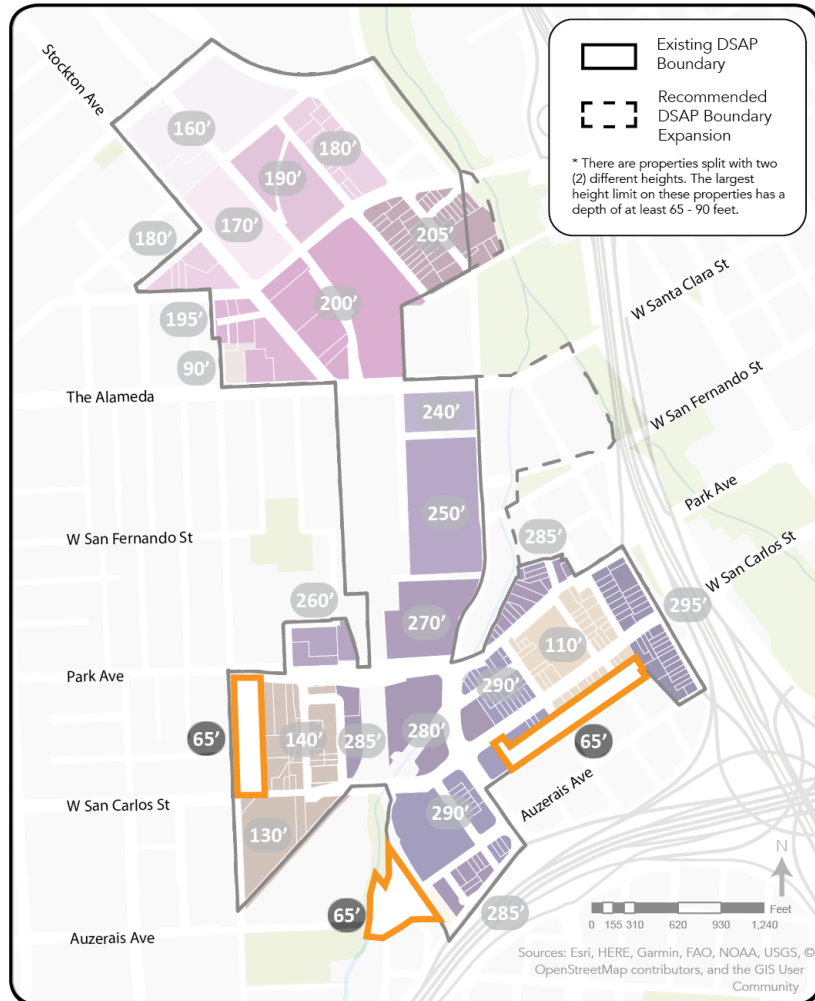 Existing DSAP
Boundary
Recommended
DSAP Boundary
Expansion
* There are properties split with two
(2) different heights. The largest
height limit on these properties has a
depth of at least 65 - 90 feet.
Stockton Ave
160’
180’
190’
170’
180’
205’
200’
W Santa Clara St
195’
90’
The Alameda
240’
W San Fernando St
Park Ave
250’
W San Fernando St
285’
W San Carlos St
260’
270’
295’
110’
Park Ave
290’
65’
140’
285’
280’
65’
W San Carlos St
Auzerais Ave
290’
130’
N
65’
285’
Feet
0 155 310 620 930 1,240
Auzerais Ave
Sources: Esri, HERE, Garmin, FAO, NOAA, USGS, ©
OpenStreetMap contributors, and the GIS User
Community